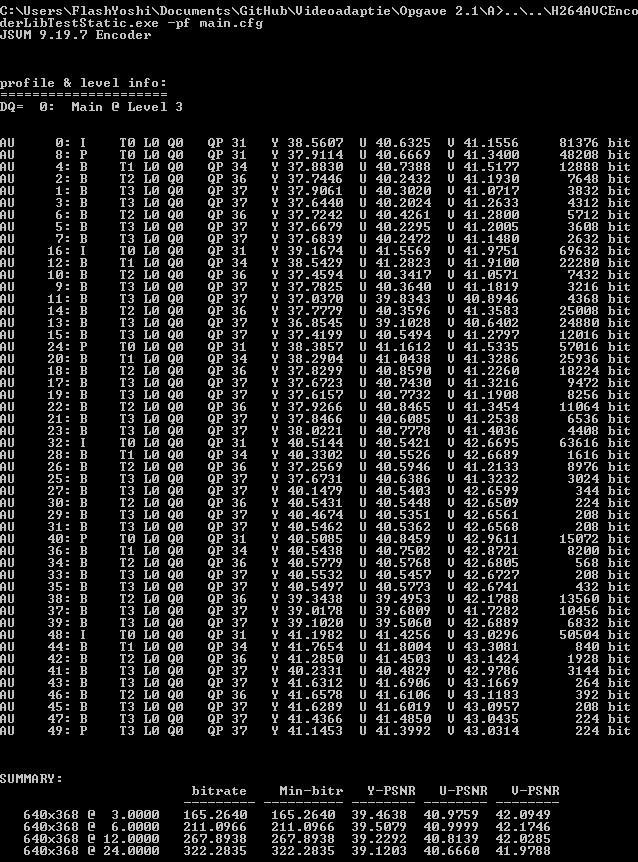 C:\Users\FlashYoshi\Documents\GitHub\Videoadaptie\Opgave 2.1\A>..\..\H264AVCEnco
derLibTestStatic.exe -pf main.cfg
JSVM 9.19.7 Encoder
profile & level info:
=====================
DQ=  0:  Main @ Level 3
AU 0: I T0 L0 Q0 QP 31 Y 38.5607 U 40.6325 V 41.1556 81376 bit
AU 8: P T0 L0 Q0 QP 31 Y 37.9114 U 40.6669 V 41.3400 48208 bit
AU 4: B T1 L0 Q0 QP 34 Y 37.8830 U 40.7388 V 41.5177 12888 bit
AU 2: B T2 L0 Q0 QP 36 Y 37.7446 U 40.2432 V 41.1930 7648 bit
AU 1: B T3 L0 Q0 QP 37 Y 37.9061 U 40.3020 V 41.0717 3832 bit
AU 3: B T3 L0 Q0 QP 37 Y 37.6440 U 40.2024 V 41.2633 4312 bit
AU 6: B T2 L0 Q0 QP 36 Y 37.7242 U 40.4261 V 41.2800 5712 bit
AU 5: B T3 L0 Q0 QP 37 Y 37.6679 U 40.2295 V 41.2005 3608 bit
AU 7: B T3 L0 Q0 QP 37 Y 37.6839 U 40.2472 V 41.1480 2632 bit
AU 16: I T0 L0 Q0 QP 31 Y 39.1674 U 41.5569 V 41.9751 69632 bit
AU 12: B T1 L0 Q0 QP 34 Y 38.5429 U 41.2823 V 41.9100 22280 bit
AU 10: B T2 L0 Q0 QP 36 Y 37.4594 U 40.3417 V 41.0571 7432 bit
AU 9: B T3 L0 Q0 QP 37 Y 37.7825 U 40.3640 V 41.1819 3216 bit
AU 11: B T3 L0 Q0 QP 37 Y 37.0370 U 39.8343 V 40.8946 4368 bit
AU 14: B T2 L0 Q0 QP 36 Y 37.7779 U 40.3596 V 41.3583 25008 bit
AU 13: B T3 L0 Q0 QP 37 Y 36.8545 U 39.1028 V 40.6402 24880 bit
AU 15: B T3 L0 Q0 QP 37 Y 37.4199 U 40.5494 V 41.2797 12016 bit
AU 24: P T0 L0 Q0 QP 31 Y 38.3857 U 41.1612 V 41.5335 57016 bit
AU 20: B T1 L0 Q0 QP 34 Y 38.2904 U 41.0438 V 41.3286 25936 bit
AU 18: B T2 L0 Q0 QP 36 Y 37.8299 U 40.8590 V 41.2260 18224 bit
AU 17: B T3 L0 Q0 QP 37 Y 37.6723 U 40.7430 V 41.3216 9472 bit
AU 19: B T3 L0 Q0 QP 37 Y 37.6157 U 40.7732 V 41.1908 8256 bit
AU 22: B T2 L0 Q0 QP 36 Y 37.9266 U 40.8465 V 41.3454 11064 bit
AU 21: B T3 L0 Q0 QP 37 Y 37.8466 U 40.6085 V 41.2538 6536 bit
AU 23: B T3 L0 Q0 QP 37 Y 38.0221 U 40.7778 V 41.4036 4408 bit
AU 32: I T0 L0 Q0 QP 31 Y 40.5144 U 40.5421 V 42.6695 63616 bit
AU 28: B T1 L0 Q0 QP 34 Y 40.3302 U 40.5526 V 42.6689 1616 bit
AU 26: B T2 L0 Q0 QP 36 Y 37.2569 U 40.5946 V 41.2133 8976 bit
AU 25: B T3 L0 Q0 QP 37 Y 37.6731 U 40.6386 V 41.3232 3024 bit
AU 27: B T3 L0 Q0 QP 37 Y 40.1479 U 40.5403 V 42.6599 344 bit
AU 30: B T2 L0 Q0 QP 36 Y 40.5431 U 40.5448 V 42.6509 224 bit
AU 29: B T3 L0 Q0 QP 37 Y 40.4674 U 40.5351 V 42.6561 208 bit
AU 31: B T3 L0 Q0 QP 37 Y 40.5462 U 40.5362 V 42.6568 208 bit
AU 40: P T0 L0 Q0 QP 31 Y 40.5085 U 40.8459 V 42.9611 15072 bit
AU 36: B T1 L0 Q0 QP 34 Y 40.5438 U 40.7502 V 42.8721 8200 bit
AU 34: B T2 L0 Q0 QP 36 Y 40.5779 U 40.5768 V 42.6805 568 bit
AU 33: B T3 L0 Q0 QP 37 Y 40.5532 U 40.5457 V 42.6727 208 bit
AU 35: B T3 L0 Q0 QP 37 Y 40.5497 U 40.5773 V 42.6741 432 bit
AU 38: B T2 L0 Q0 QP 36 Y 39.3438 U 39.4953 V 42.1788 13560 bit
AU 37: B T3 L0 Q0 QP 37 Y 39.0178 U 39.6809 V 41.7282 10456 bit
AU 39: B T3 L0 Q0 QP 37 Y 39.1020 U 39.5060 V 42.6889 6832 bit
AU 48: I T0 L0 Q0 QP 31 Y 41.1982 U 41.4256 V 43.0296 50504 bit
AU 44: B T1 L0 Q0 QP 34 Y 41.7654 U 41.8004 V 43.3081 840 bit
AU 42: B T2 L0 Q0 QP 36 Y 41.2850 U 41.4503 V 43.1424 1928 bit
AU 41: B T3 L0 Q0 QP 37 Y 40.2331 U 40.4829 V 42.9786 3144 bit
AU 43: B T3 L0 Q0 QP 37 Y 41.6312 U 41.6906 V 43.1669 264 bit
AU 46: B T2 L0 Q0 QP 36 Y 41.6578 U 41.6106 V 43.1183 392 bit
AU 45: B T3 L0 Q0 QP 37 Y 41.6289 U 41.6019 V 43.0957 208 bit
AU 47: B T3 L0 Q0 QP 37 Y 41.4366 U 41.4850 V 43.0435 224 bit
AU 49: P T3 L0 Q0 QP 37 Y 41.1453 U 41.3992 V 43.0314 224 bit
SUMMARY:
bitrate Min-bitr Y-PSNR U-PSNR V-PSNR
---------- ---------- ------- ------- -------
640x368 @ 3.0000 165.2640 165.2640 39.4638 40.9759 42.0949
640x368 @ 6.0000 211.0966 211.0966 39.5079 40.9999 42.1746
640x368 @ 12.0000 267.8938 267.8938 39.2292 40.8139 42.0285
640x368 @ 24.0000 322.2835 322.2835 39.1203 40.6660 41.9788